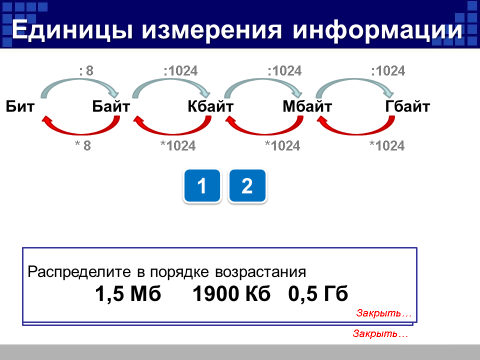 Единицы измерения информации
: 8 :1024 :1024 :1024
Бит Байт Кбайт Мбайт Гбайт
* 8 *1024 *1024 *1024
1 2
Распределите в порядке возрастания
1,5 Мб 1900 Кб 0,5 Гб
Закрыть...
Закрыть...